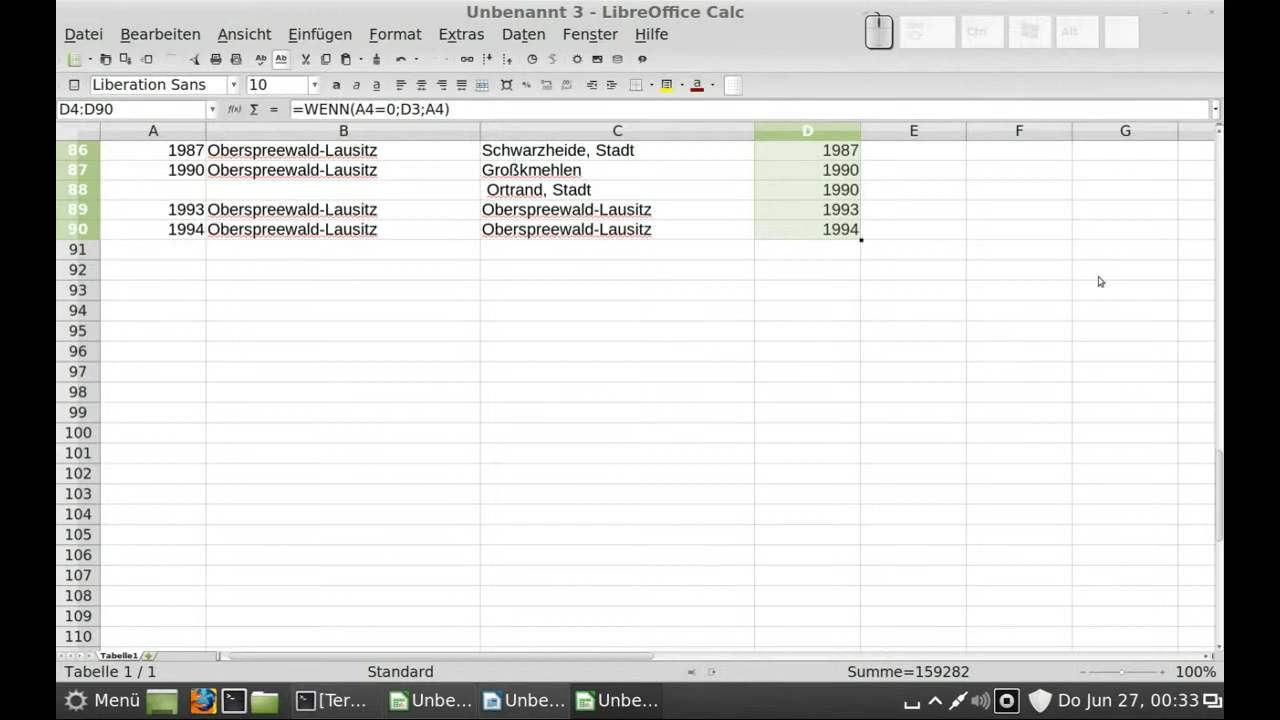 Unbenannt 3 - LibreOffice Calc
Datei Bearbeiten Ansicht Einfügen Format Extras Daten Fenster Hilfe
Liberation Sans 10
D4:D90 =WENN(A4=0;D3;A4)
A B C D E F G
86 1987 Oberspreewald-Lausitz Schwarzheide, Stadt 1987
87 1990 Oberspreewald-Lausitz Großkmehlen 1990
88 Ortrand, Stadt 1990
89 1993 Oberspreewald-Lausitz Oberspreewald-Lausitz 1993
90 1994 Oberspreewald-Lausitz Oberspreewald-Lausitz 1994
91
92
93
94
95
96
97
98
99
100
101
102
103
104
105
106
107
108
109
110
Tabelle1
Tabelle 1 / 1 Standard Summe=159282 100%
Menü [Ter... Unbe... Unbe... Unbe... Do Jun 27, 00:33